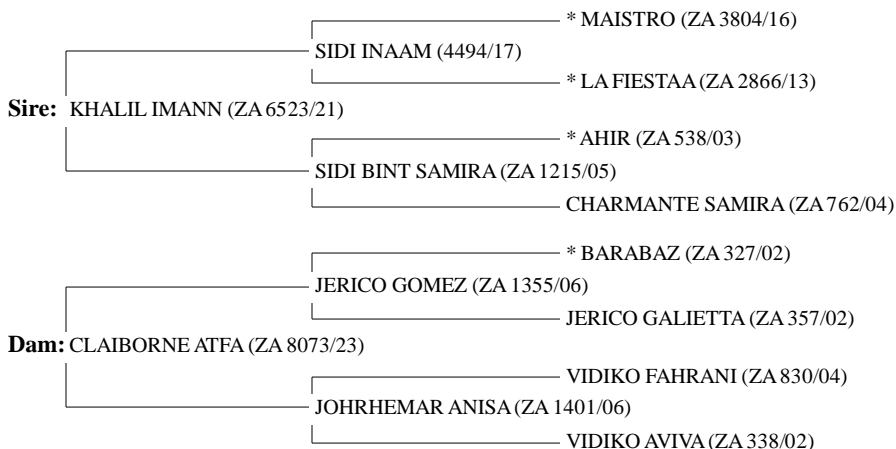 * MAISTRO (ZA 3804/16)
SIDI INAAM (4494/17)
* LA FIESTAA (ZA 2866/13)
Sire: KHALIL IMANN (ZA 6523/21)
* AHIR (ZA 538/03)
SIDI BINT SAMIRA (ZA 1215/05)
CHARMANTE SAMIRA (ZA 762/04)
* BARABAZ (ZA 327/02)
JERICO GOMEZ (ZA 1355/06)
JERICO GALIETTA (ZA 357/02)
Dam: CLAIBORNE ATFA (ZA 8073/23)
VIDIKO FAHRANI (ZA 830/04)
JOHRHEMAR ANISA (ZA 1401/06)
VIDIKO AVIVA (ZA 338/02)